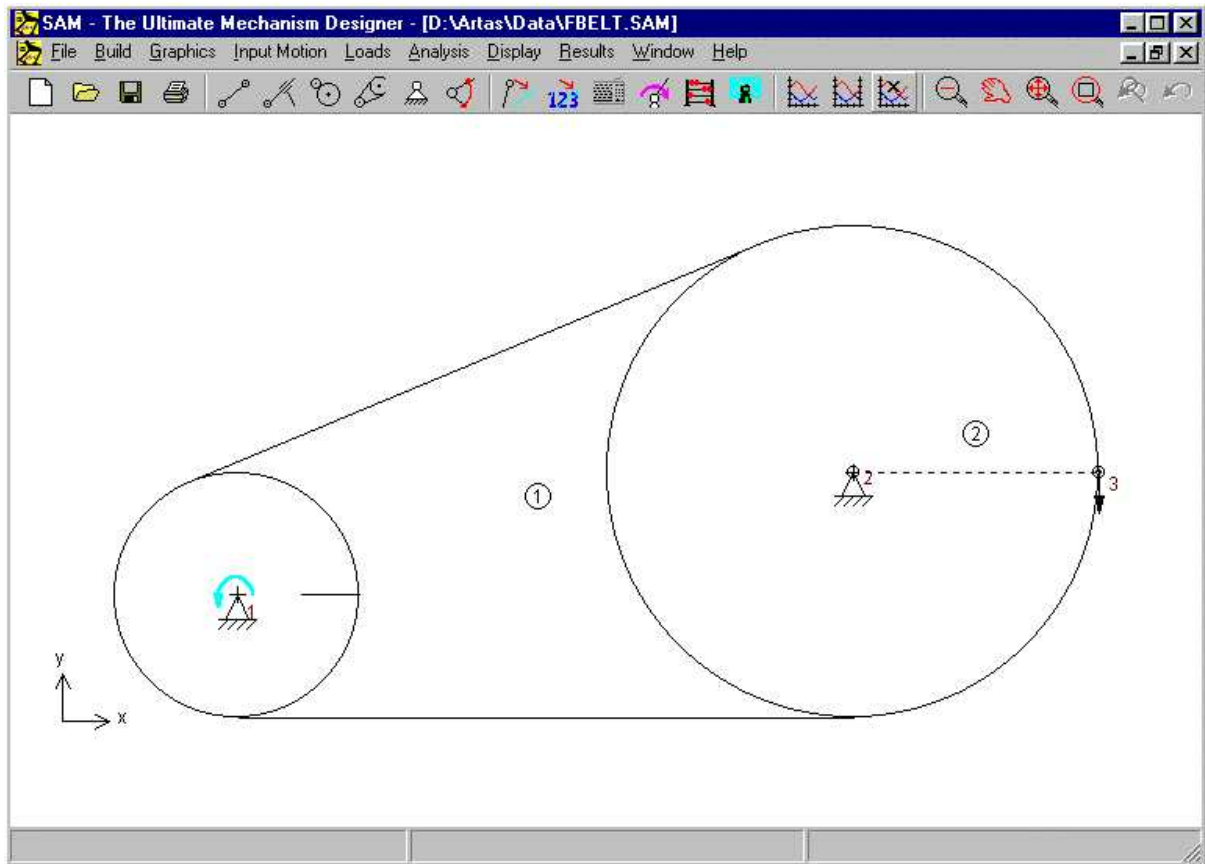 SAM - The Ultimate Mechanism Designer - [D:\Artas\Data\FBELT.SAM]
File Build Graphics Input Motion Loads Analysis Display Results Window Help
123
2
2
3
1
1
y
x